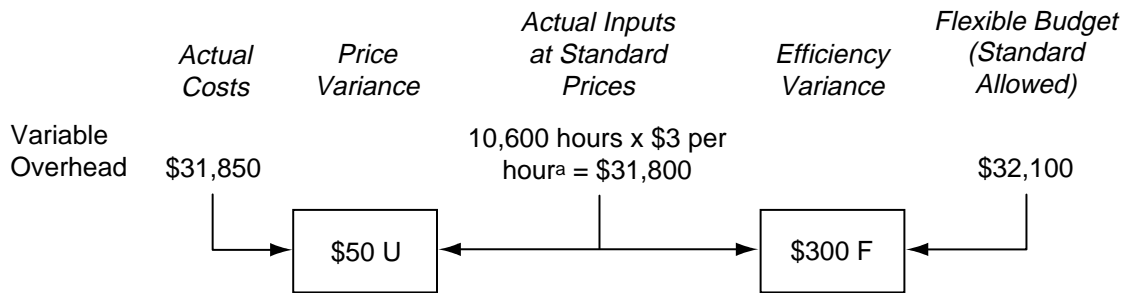 Actual Costs
Price Variance
Actual Inputs at Standard Prices
Efficiency Variance
Flexible Budget (Standard Allowed)
Variable Overhead
$31,850
10,600 hours x $3 per
hourª = $31,800
$32,100
$50 U
$300 F